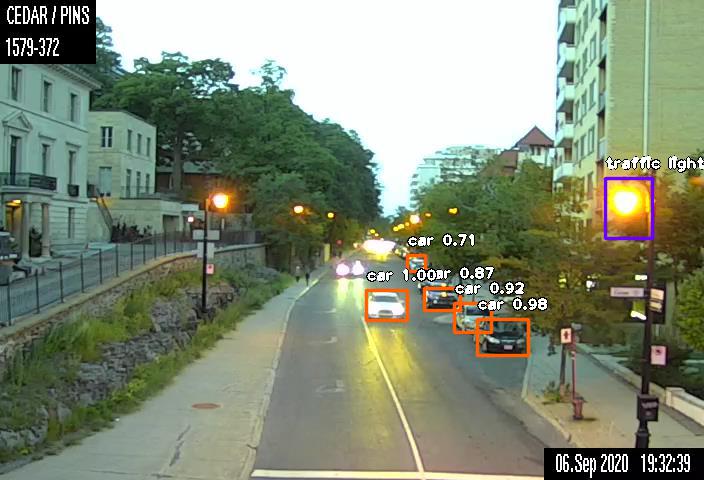 CEDAR / PINS
1579-372
traffic light
car 0.71
car 1.00
car 0.87
car 0.92
car 0.98
06.Sep 2020 19:32:39